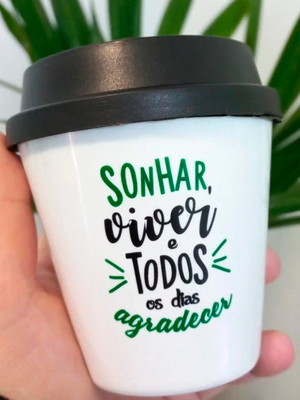 SONHAR,
viver
e
TODOS
os dias
agradecer